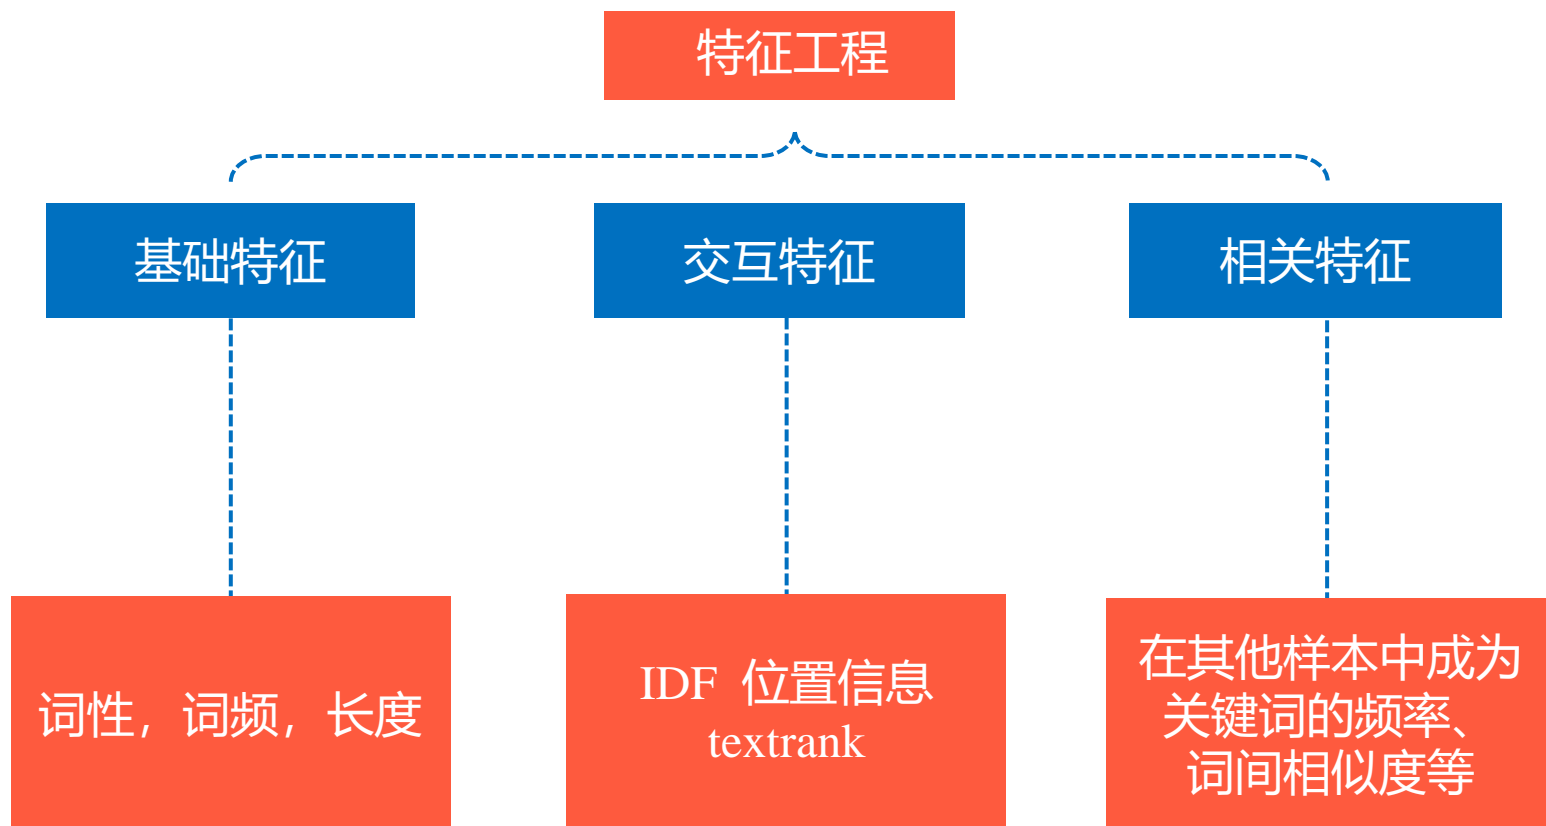 特征工程
基础特征
交互特征
相关特征
词性，词频，长度
IDF 位置信息
textrank
在其他样本中成为
关键词的频率、
词间相似度等